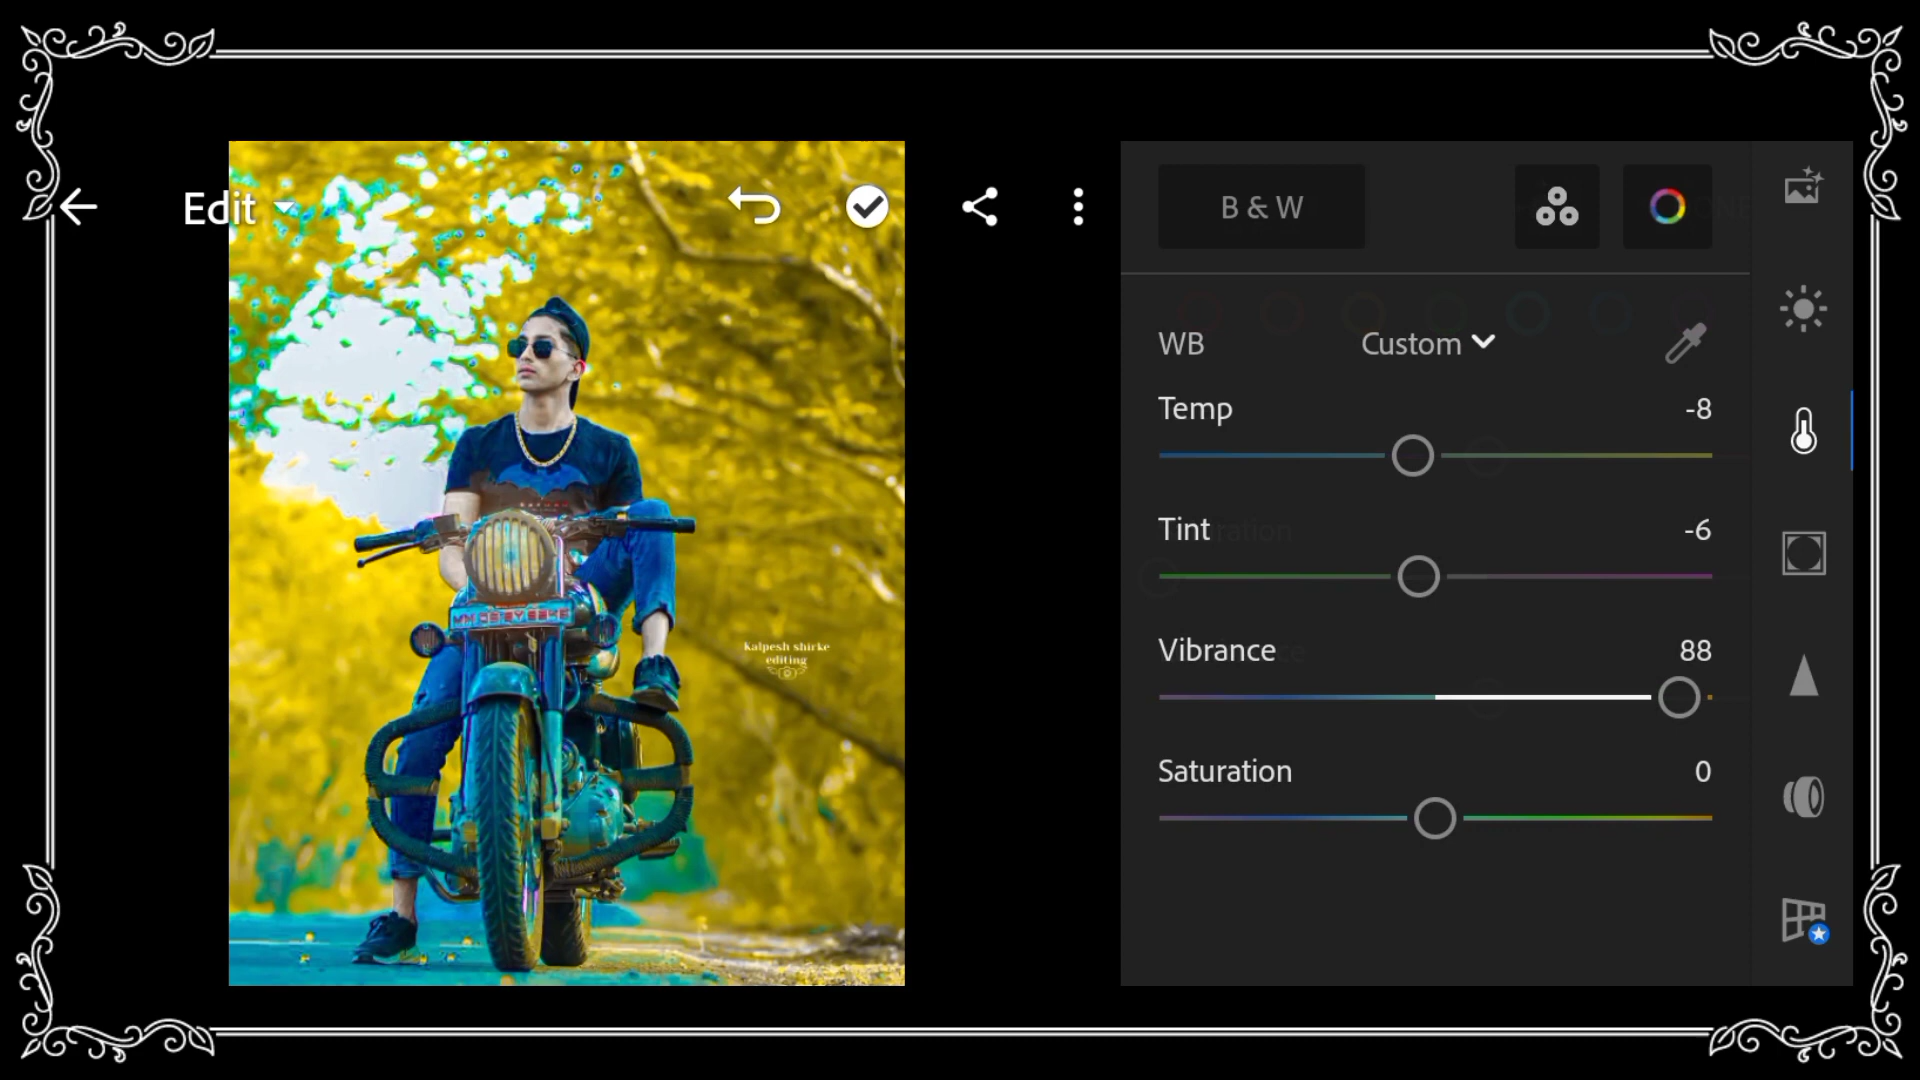 Edit
B & W
WB
Custom
Temp
-8
Tint
-6
Vibrance
88
Saturation
0
Kalpesh shirke
editing